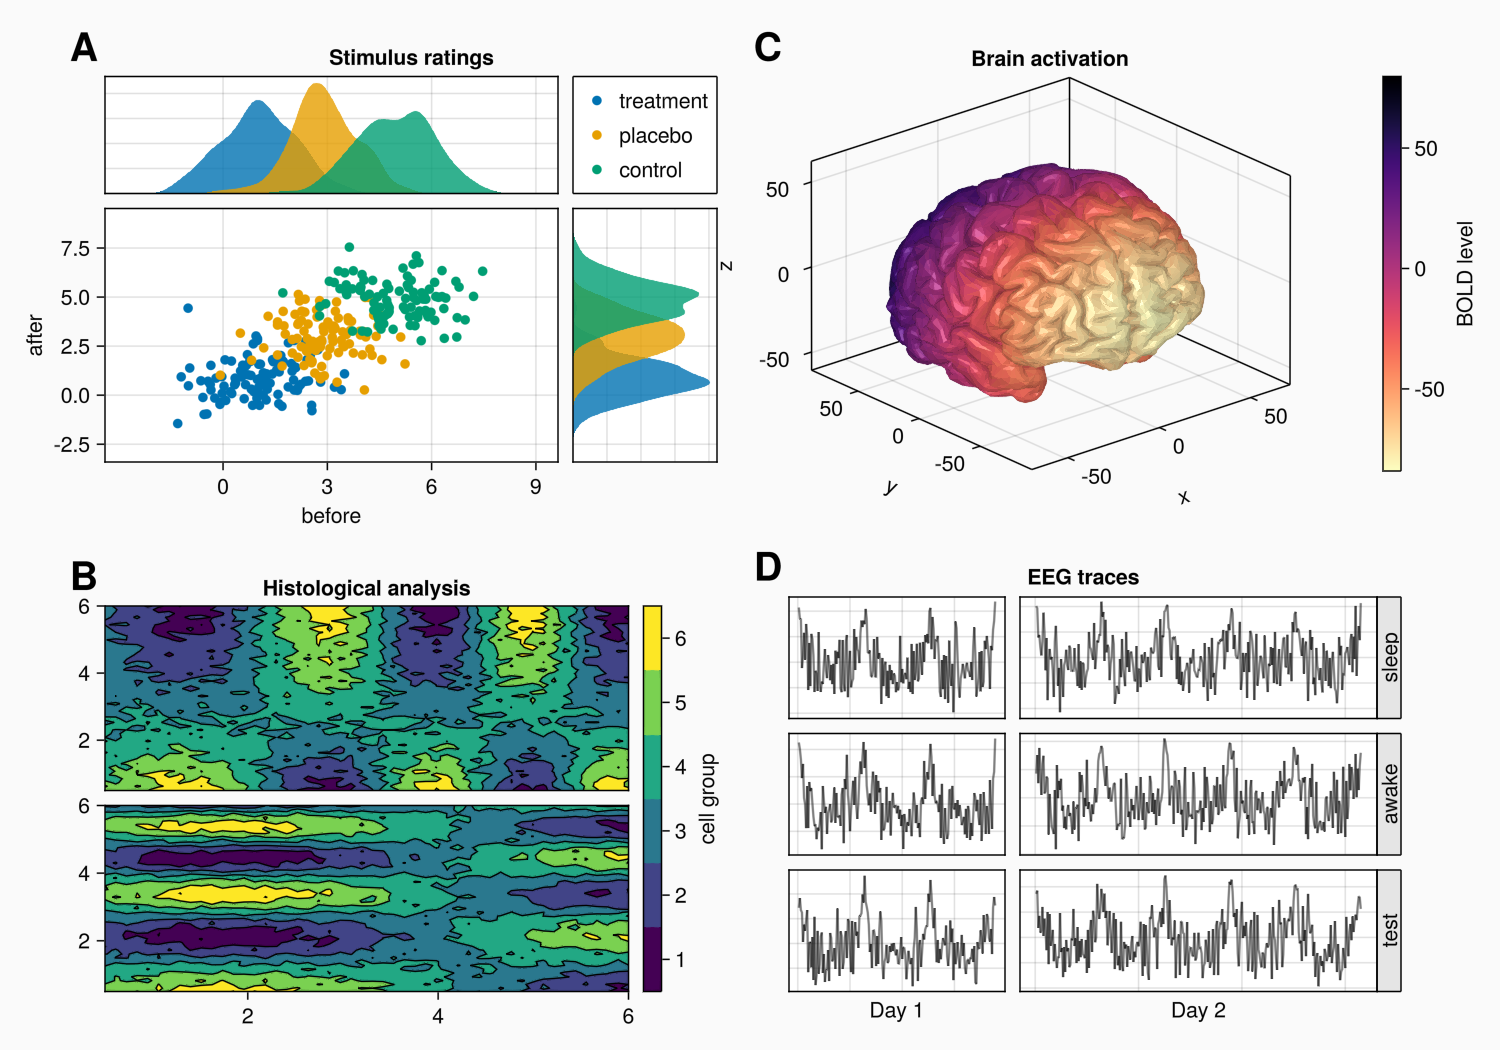 A
Stimulus ratings
treatment
placebo
control
7.5
5.0
2.5
0.0
-2.5
after
0
3
6
9
before
C
Brain activation
50
0
-50
z
50
0
-50
y
-50
0
50
x
50
0
-50
BOLD level
B
Histological analysis
6
4
2
6
4
2
2
4
6
6
5
4
3
2
1
cell group
D
EEG traces
sleep
awake
test
Day 1
Day 2